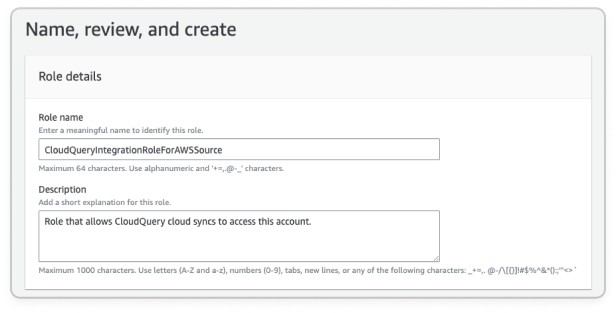 Name, review, and create
Role details
Role name
Enter a meaningful name to identify this role.
CloudQueryIntegrationRoleForAWSSource
Maximum 64 characters. Use alphanumeric and '+=,.@-_' characters.
Description
Add a short explanation for this role.
Role that allows CloudQuery cloud syncs to access this account.
Maximum 1000 characters. Use letters (A-Z and a-z), numbers (0-9), tabs, new lines, or any of the following characters: _+=,. @-/\[{}]!#$%^&*();:'"<>`